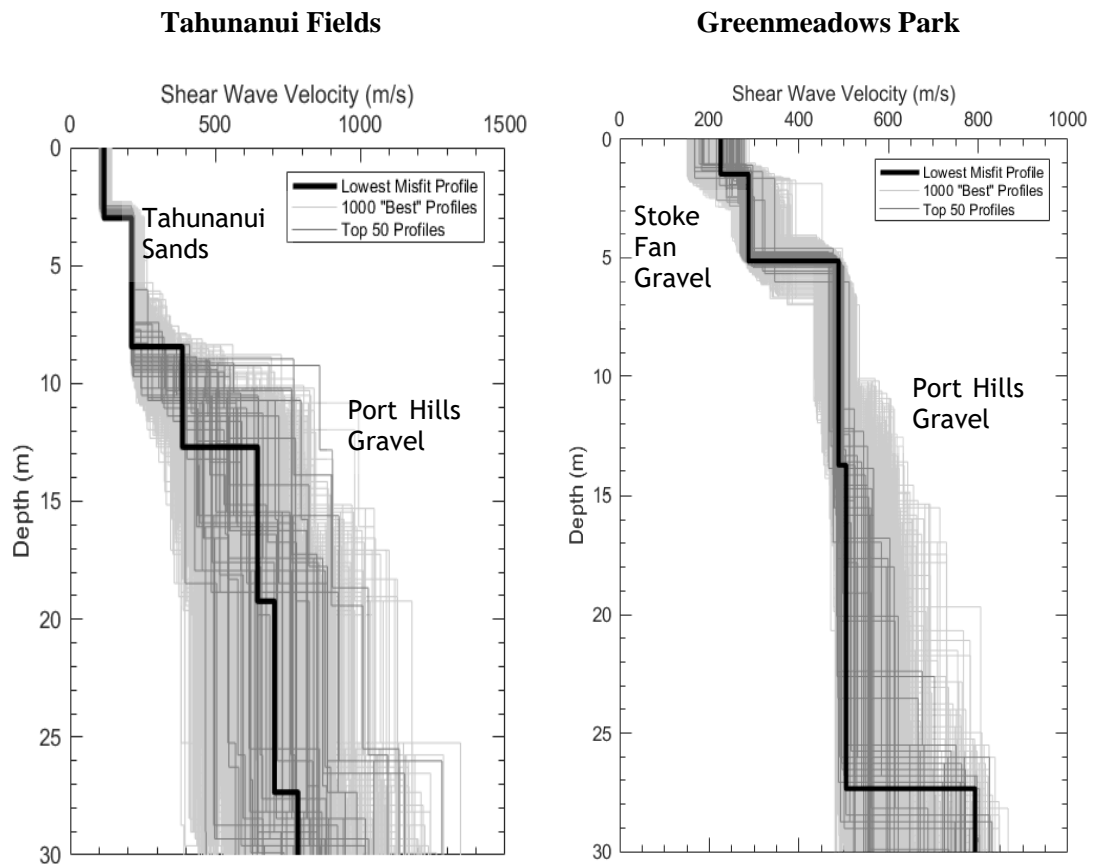 Tahunanui Fields
Shear Wave Velocity (m/s)
0 500 1000 1500
0
5
10
15
20
25
30
Depth (m)
Lowest Misfit Profile
1000 "Best" Profiles
Top 50 Profiles
Tahunanui
Sands
Port Hills
Gravel
Greenmeadows Park
Shear Wave Velocity (m/s)
0 200 400 600 800 1000
0
5
10
15
20
25
30
Depth (m)
Lowest Misfit Profile
1000 "Best" Profiles
Top 50 Profiles
Stoke
Fan
Gravel
Port Hills
Gravel